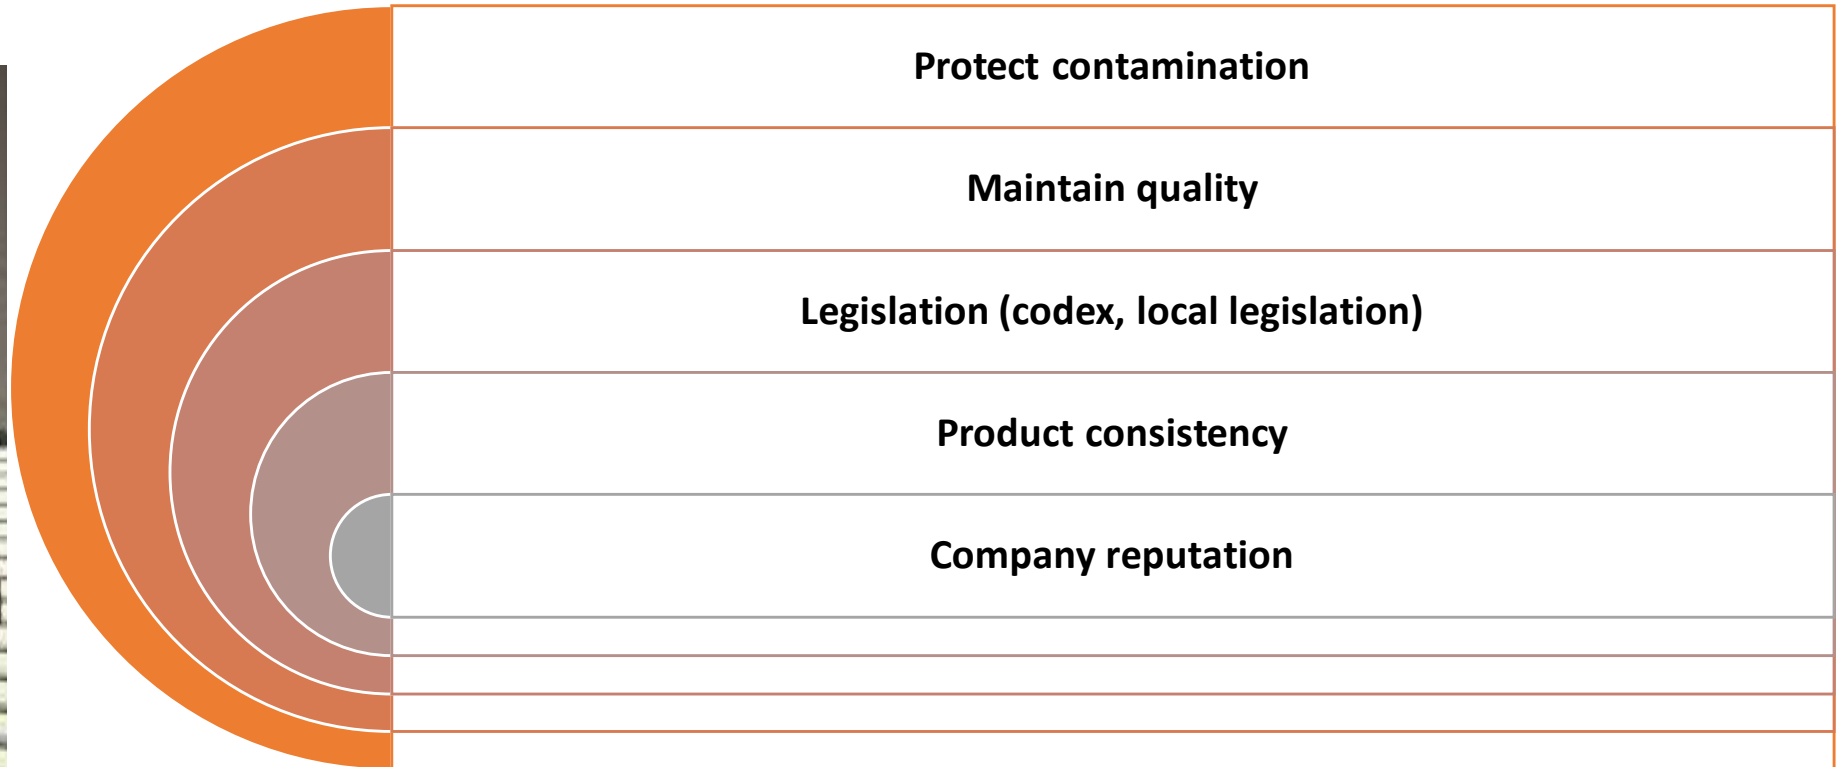 Protect contamination
Maintain quality
Legislation (codex, local legislation)
Product consistency
Company reputation